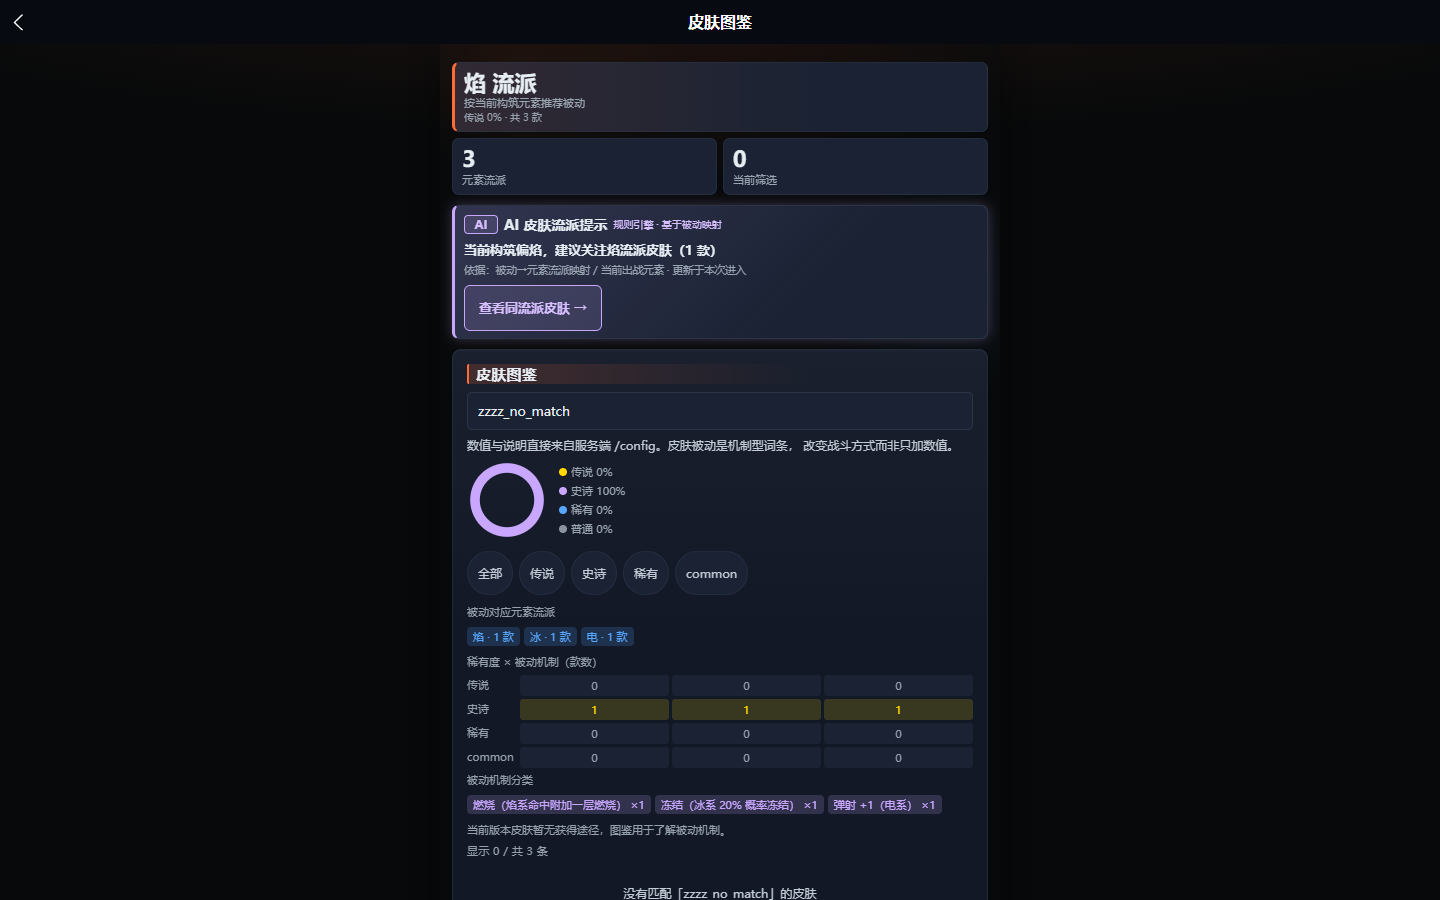 皮肤图鉴
焰 流派
按当前构筑元素推荐被动
传说 0% · 共 3 款
3
元素流派
0
当前筛选
AI AI 皮肤流派提示 规则引擎 · 基于被动映射
当前构筑偏焰，建议关注焰流派皮肤（1 款）
依据：被动→元素流派映射 / 当前出战元素 · 更新于本次进入
查看同流派皮肤 →
皮肤图鉴
zzzz_no_match
数值与说明直接来自服务端 /config。皮肤被动是机制型词条， 改变战斗方式而非只加数值。
传说 0%
史诗 100%
稀有 0%
普通 0%
全部 传说 史诗 稀有 common
被动对应元素流派
焰 · 1 款 冰 · 1 款 电 · 1 款
稀有度 × 被动机制（款数）
传说 0 0 0
史诗 1 1 1
稀有 0 0 0
common 0 0 0
被动机制分类
燃烧（焰系命中附加一层燃烧） ×1 冻结（冰系 20% 概率冻结） ×1 弹射 +1（电系） ×1
当前版本皮肤暂无获得途径，图鉴用于了解被动机制。
显示 0 / 共 3 条
没有匹配「zzzz_no_match」的皮肤